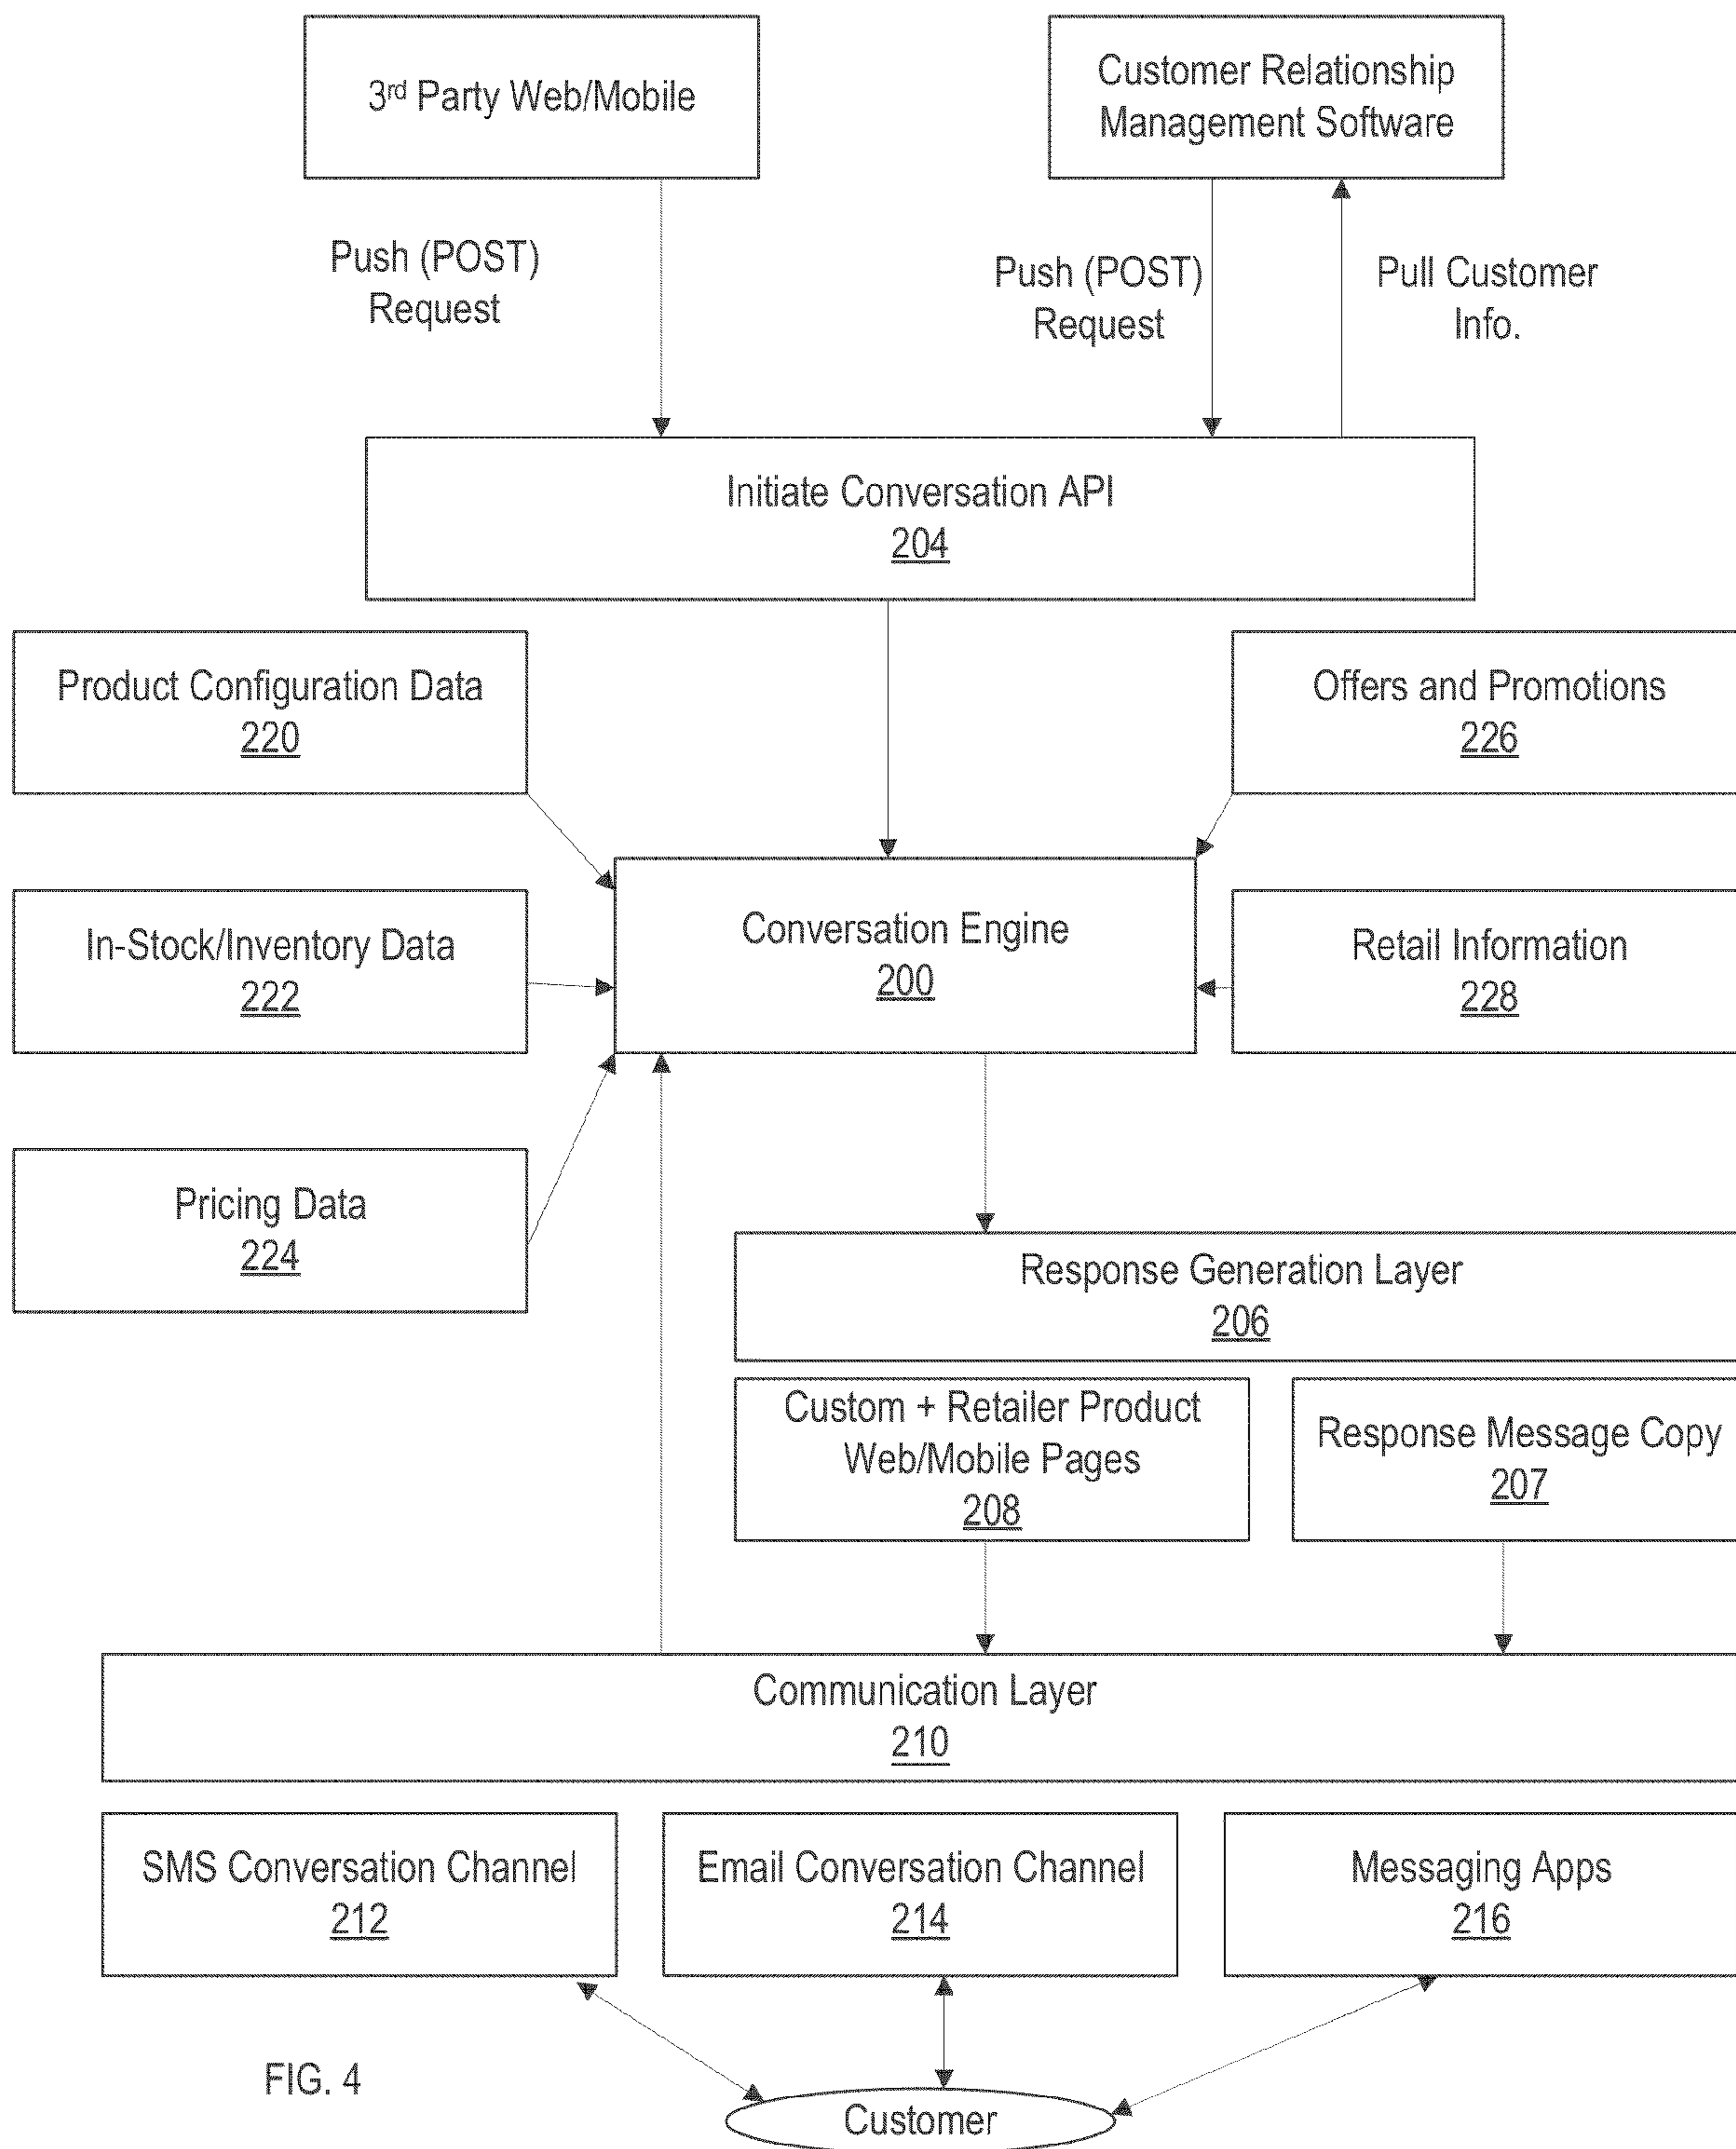 3rd Party Web/Mobile
Customer Relationship
Management Software
Push (POST)
Request
Push (POST)
Request
Pull Customer
Info.
Initiate Conversation API
204
Product Configuration Data
220
Offers and Promotions
226
In-Stock/Inventory Data
222
Conversation Engine
200
Retail Information
228
Pricing Data
224
Response Generation Layer
206
Custom + Retailer Product
Web/Mobile Pages
208
Response Message Copy
207
Communication Layer
210
SMS Conversation Channel
212
Email Conversation Channel
214
Messaging Apps
216
FIG. 4
Customer